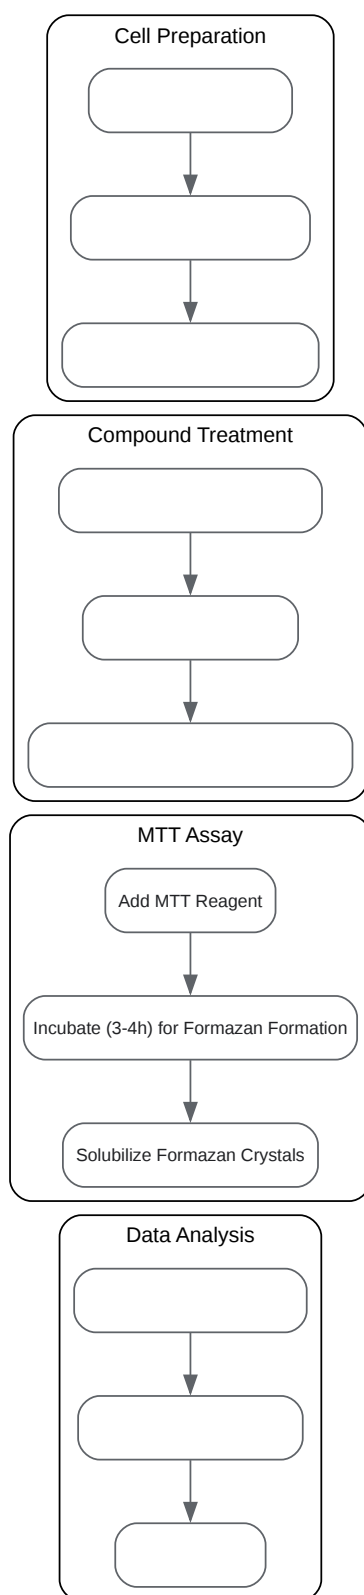 Cell Preparation
Compound Treatment
MTT Assay
Add MTT Reagent
Incubate (3-4h) for Formazan Formation
Solubilize Formazan Crystals
Data Analysis